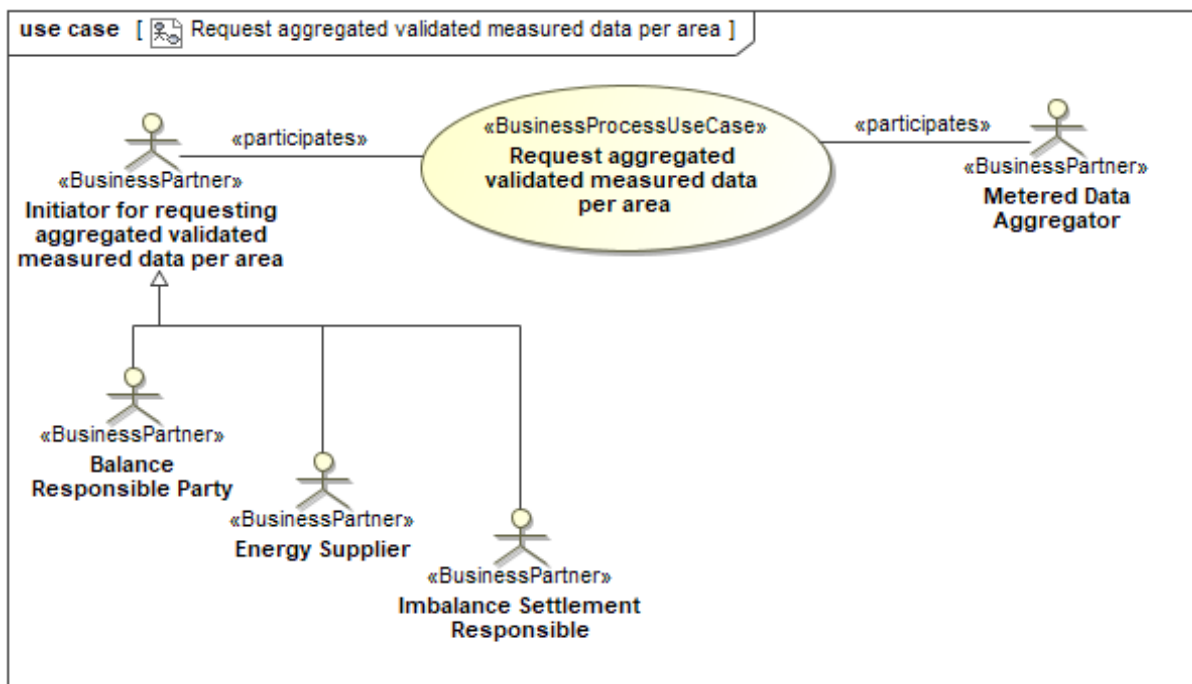 use case [ Request aggregated validated measured data per area ]
«participates»
«BusinessPartner»
Initiator for requesting
aggregated validated
measured data per area
«BusinessProcessUseCase»
Request aggregated
validated measured data
per area
«participates»
«BusinessPartner»
Metered Data
Aggregator
«BusinessPartner»
Balance
Responsible Party
«BusinessPartner»
Energy Supplier
«BusinessPartner»
Imbalance Settlement
Responsible